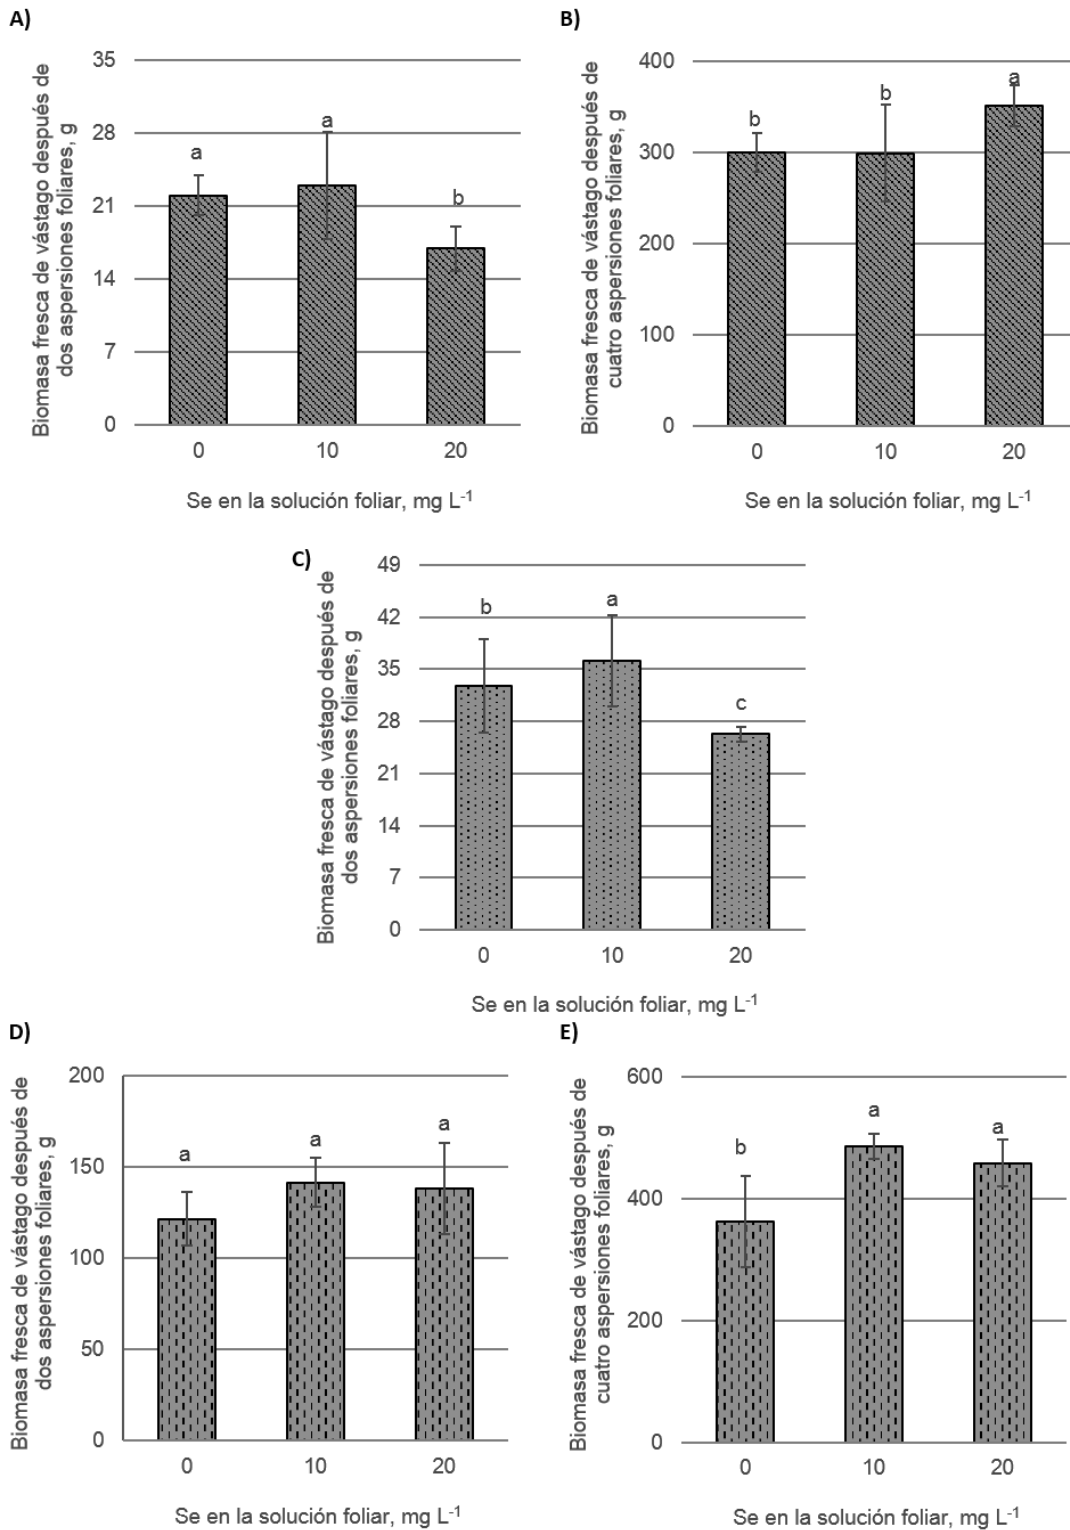 A)
Biomasa fresca de vástago después de
dos aspersiones foliares, g
35
28
21
14
7
0
a
a
b
0 10 20
Se en la solución foliar, mg L-1
B)
Biomasa fresca de vástago después de
cuatro aspersiones foliares, g
400
300
200
100
0
b
b
a
0 10 20
Se en la solución foliar, mg L-1
C)
Biomasa fresca de vástago después de
dos aspersiones foliares, g
49
42
35
28
21
14
7
0
b
a
c
0 10 20
Se en la solución foliar, mg L-1
D)
Biomasa fresca de vástago después de
dos aspersiones foliares, g
200
150
100
50
0
a
a
a
0 10 20
Se en la solución foliar, mg L-1
E)
Biomasa fresca de vástago después de
cuatro aspersiones foliares, g
600
400
200
0
b
a
a
0 10 20
Se en la solución foliar, mg L-1